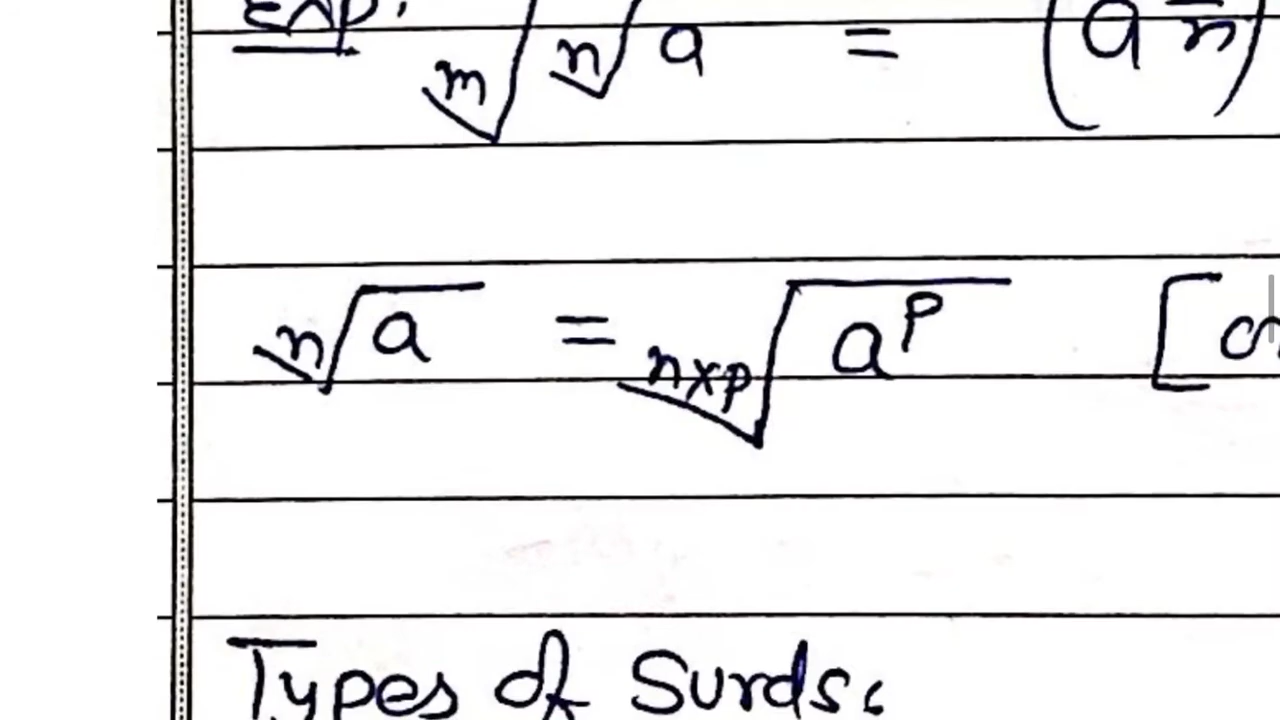 Exp:
ᵐ√ ⁿ√a = (a 1/n)
ⁿ√a = ⁿˣᵖ√aᵖ [
Types of Surds: